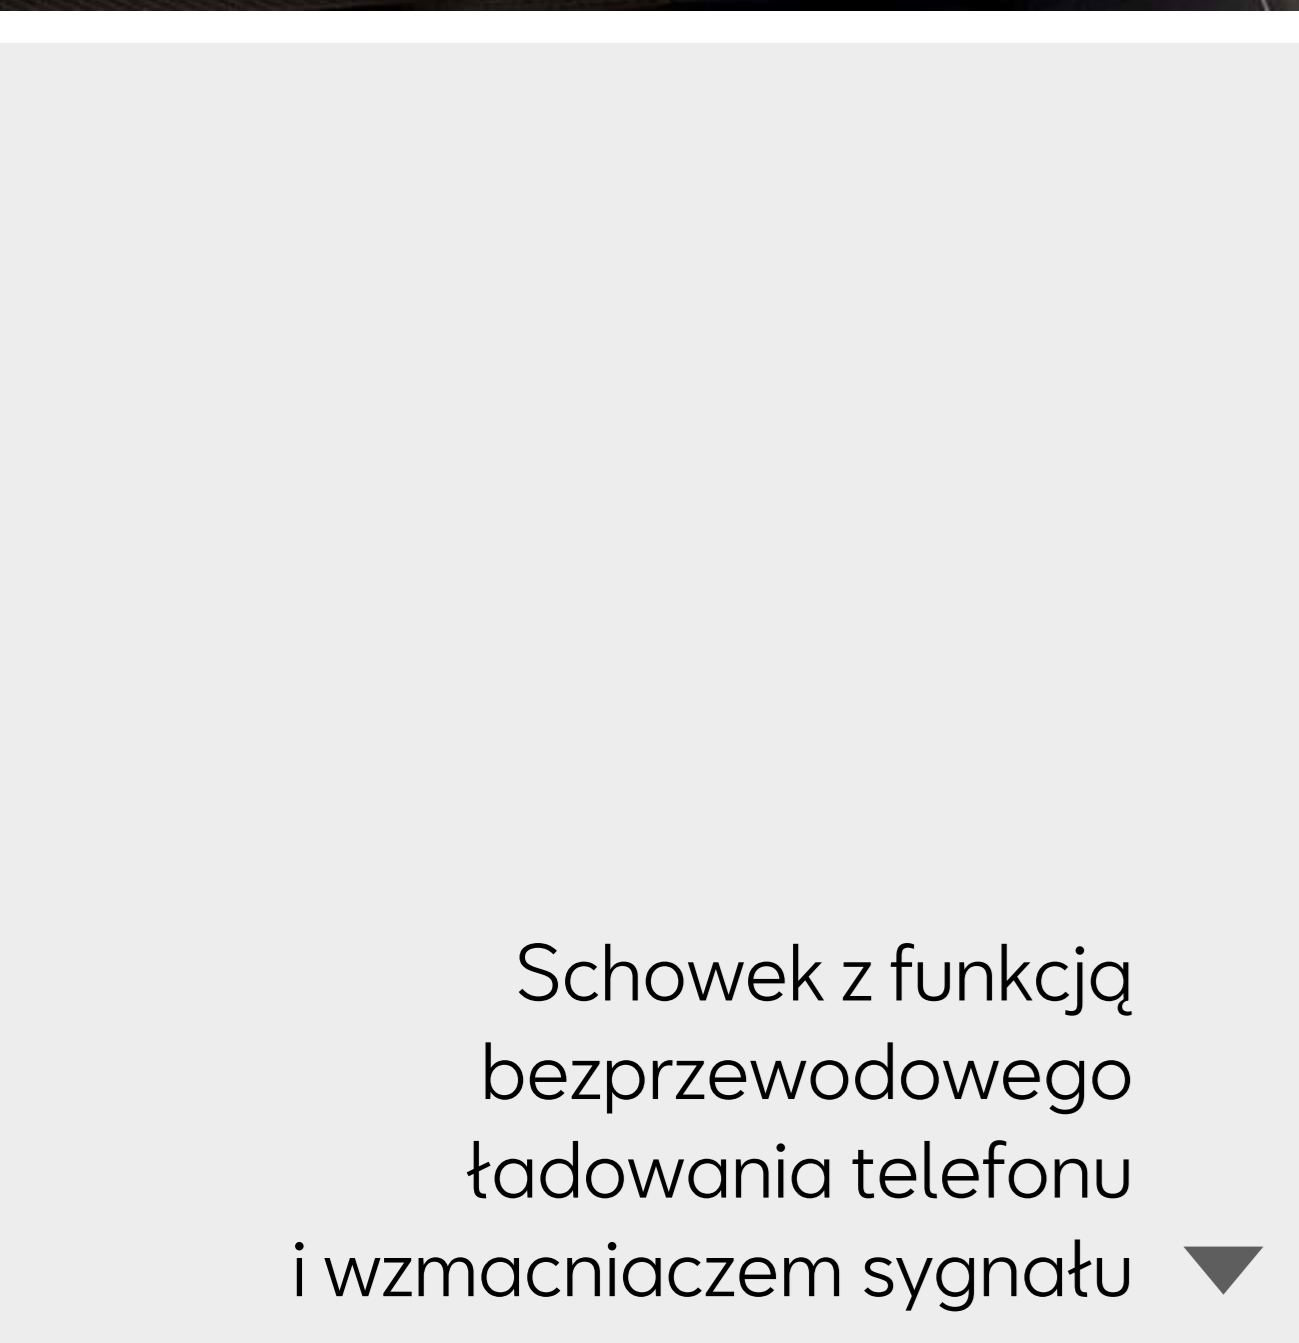 Schowek z funkcją
bezprzewodowego
ładowania telefonu
i wzmacniaczem sygnału